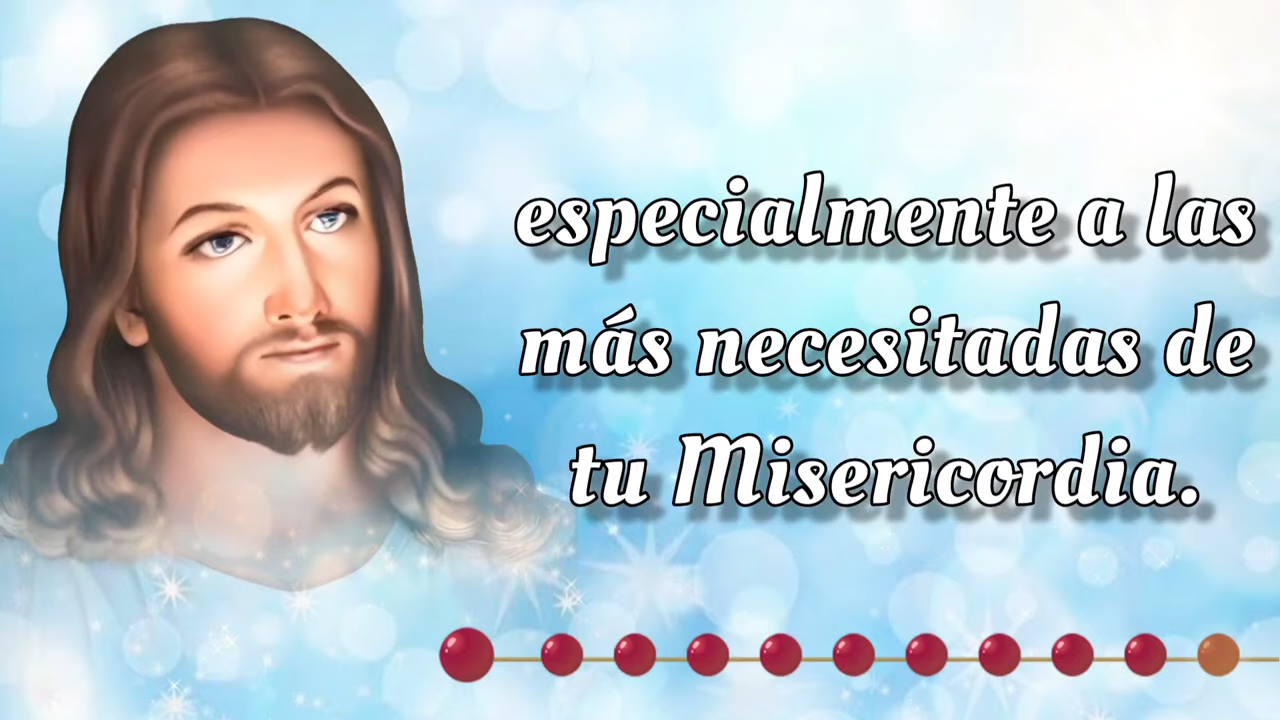 especialmente a las
más necesitadas de
tu Misericordia.